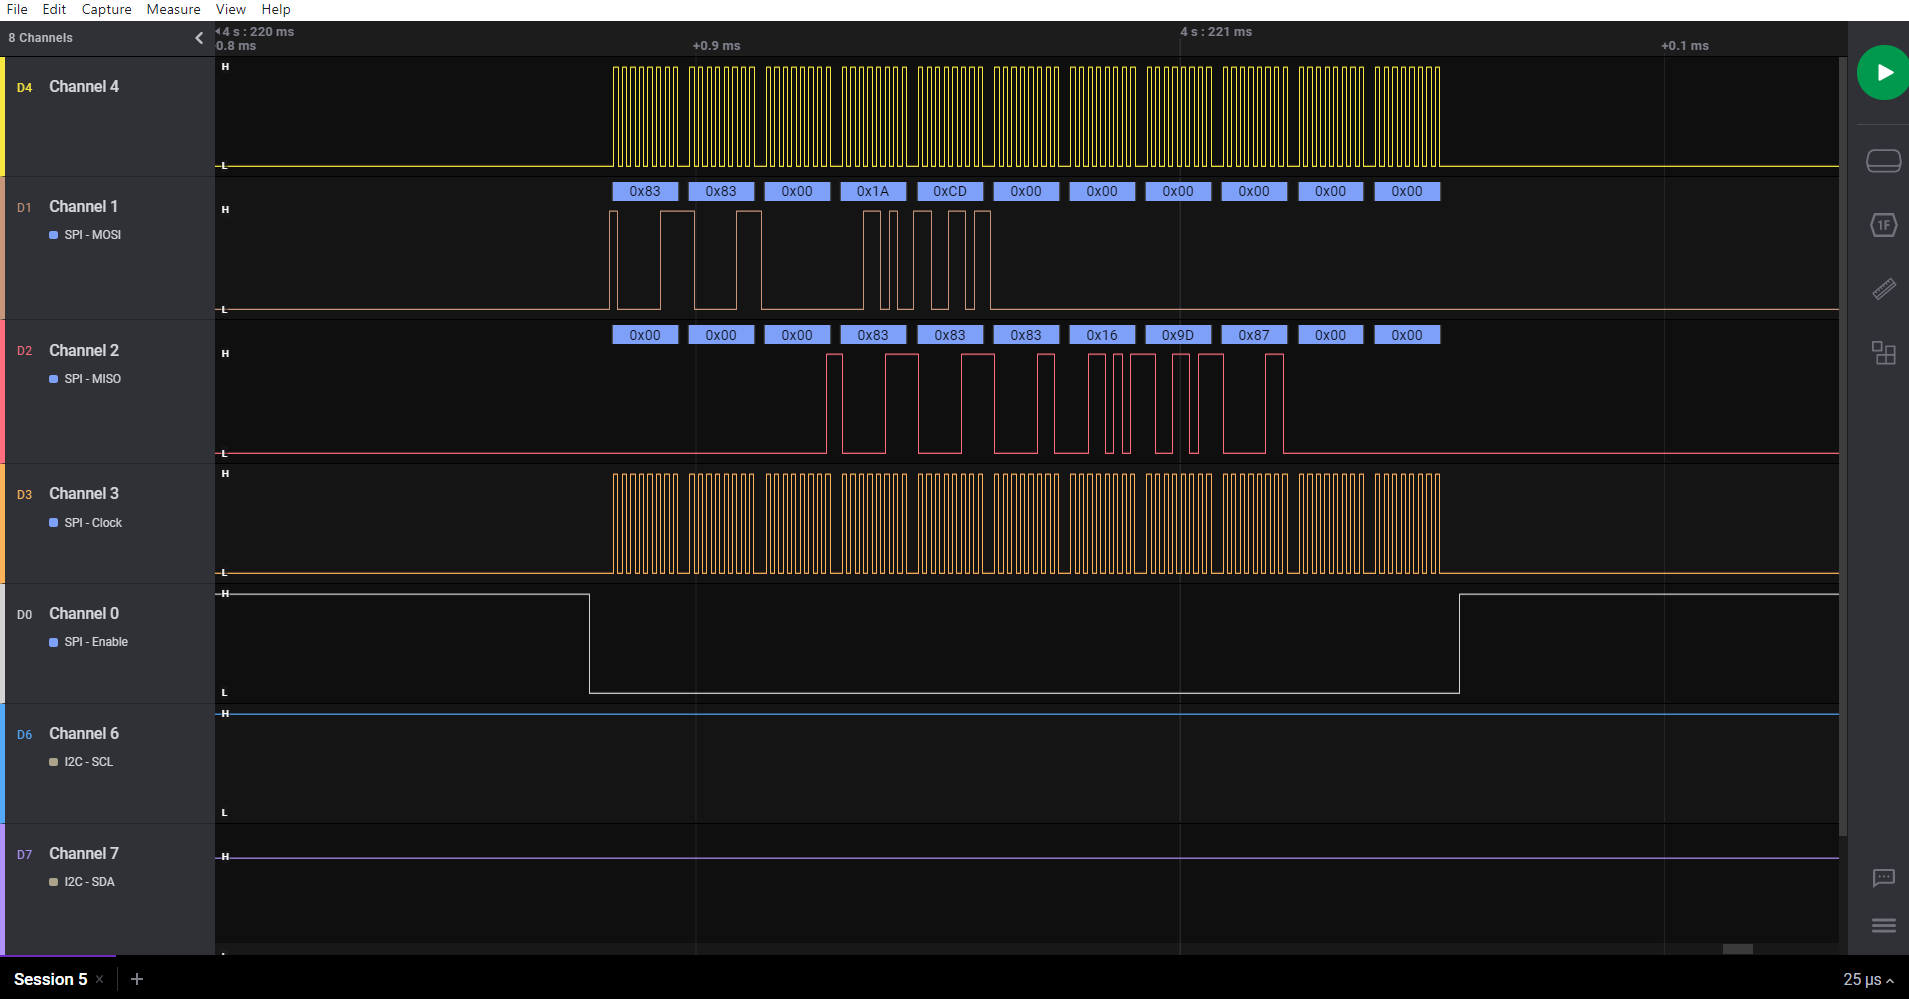 File Edit Capture Measure View Help
8 Channels
4 s : 220 ms
0.8 ms
+0.9 ms
4 s : 221 ms
+0.1 ms
D4 Channel 4
H
L
0x83 0x83 0x00 0x1A 0xCD 0x00 0x00 0x00 0x00 0x00 0x00
D1 Channel 1
SPI - MOSI
H
L
0x00 0x00 0x00 0x83 0x83 0x83 0x16 0x9D 0x87 0x00 0x00
D2 Channel 2
SPI - MISO
H
L
D3 Channel 3
SPI - Clock
H
L
D0 Channel 0
SPI - Enable
H
L
D6 Channel 6
I2C - SCL
H
L
D7 Channel 7
I2C - SDA
H
1F
Session 5 × +
25 µs